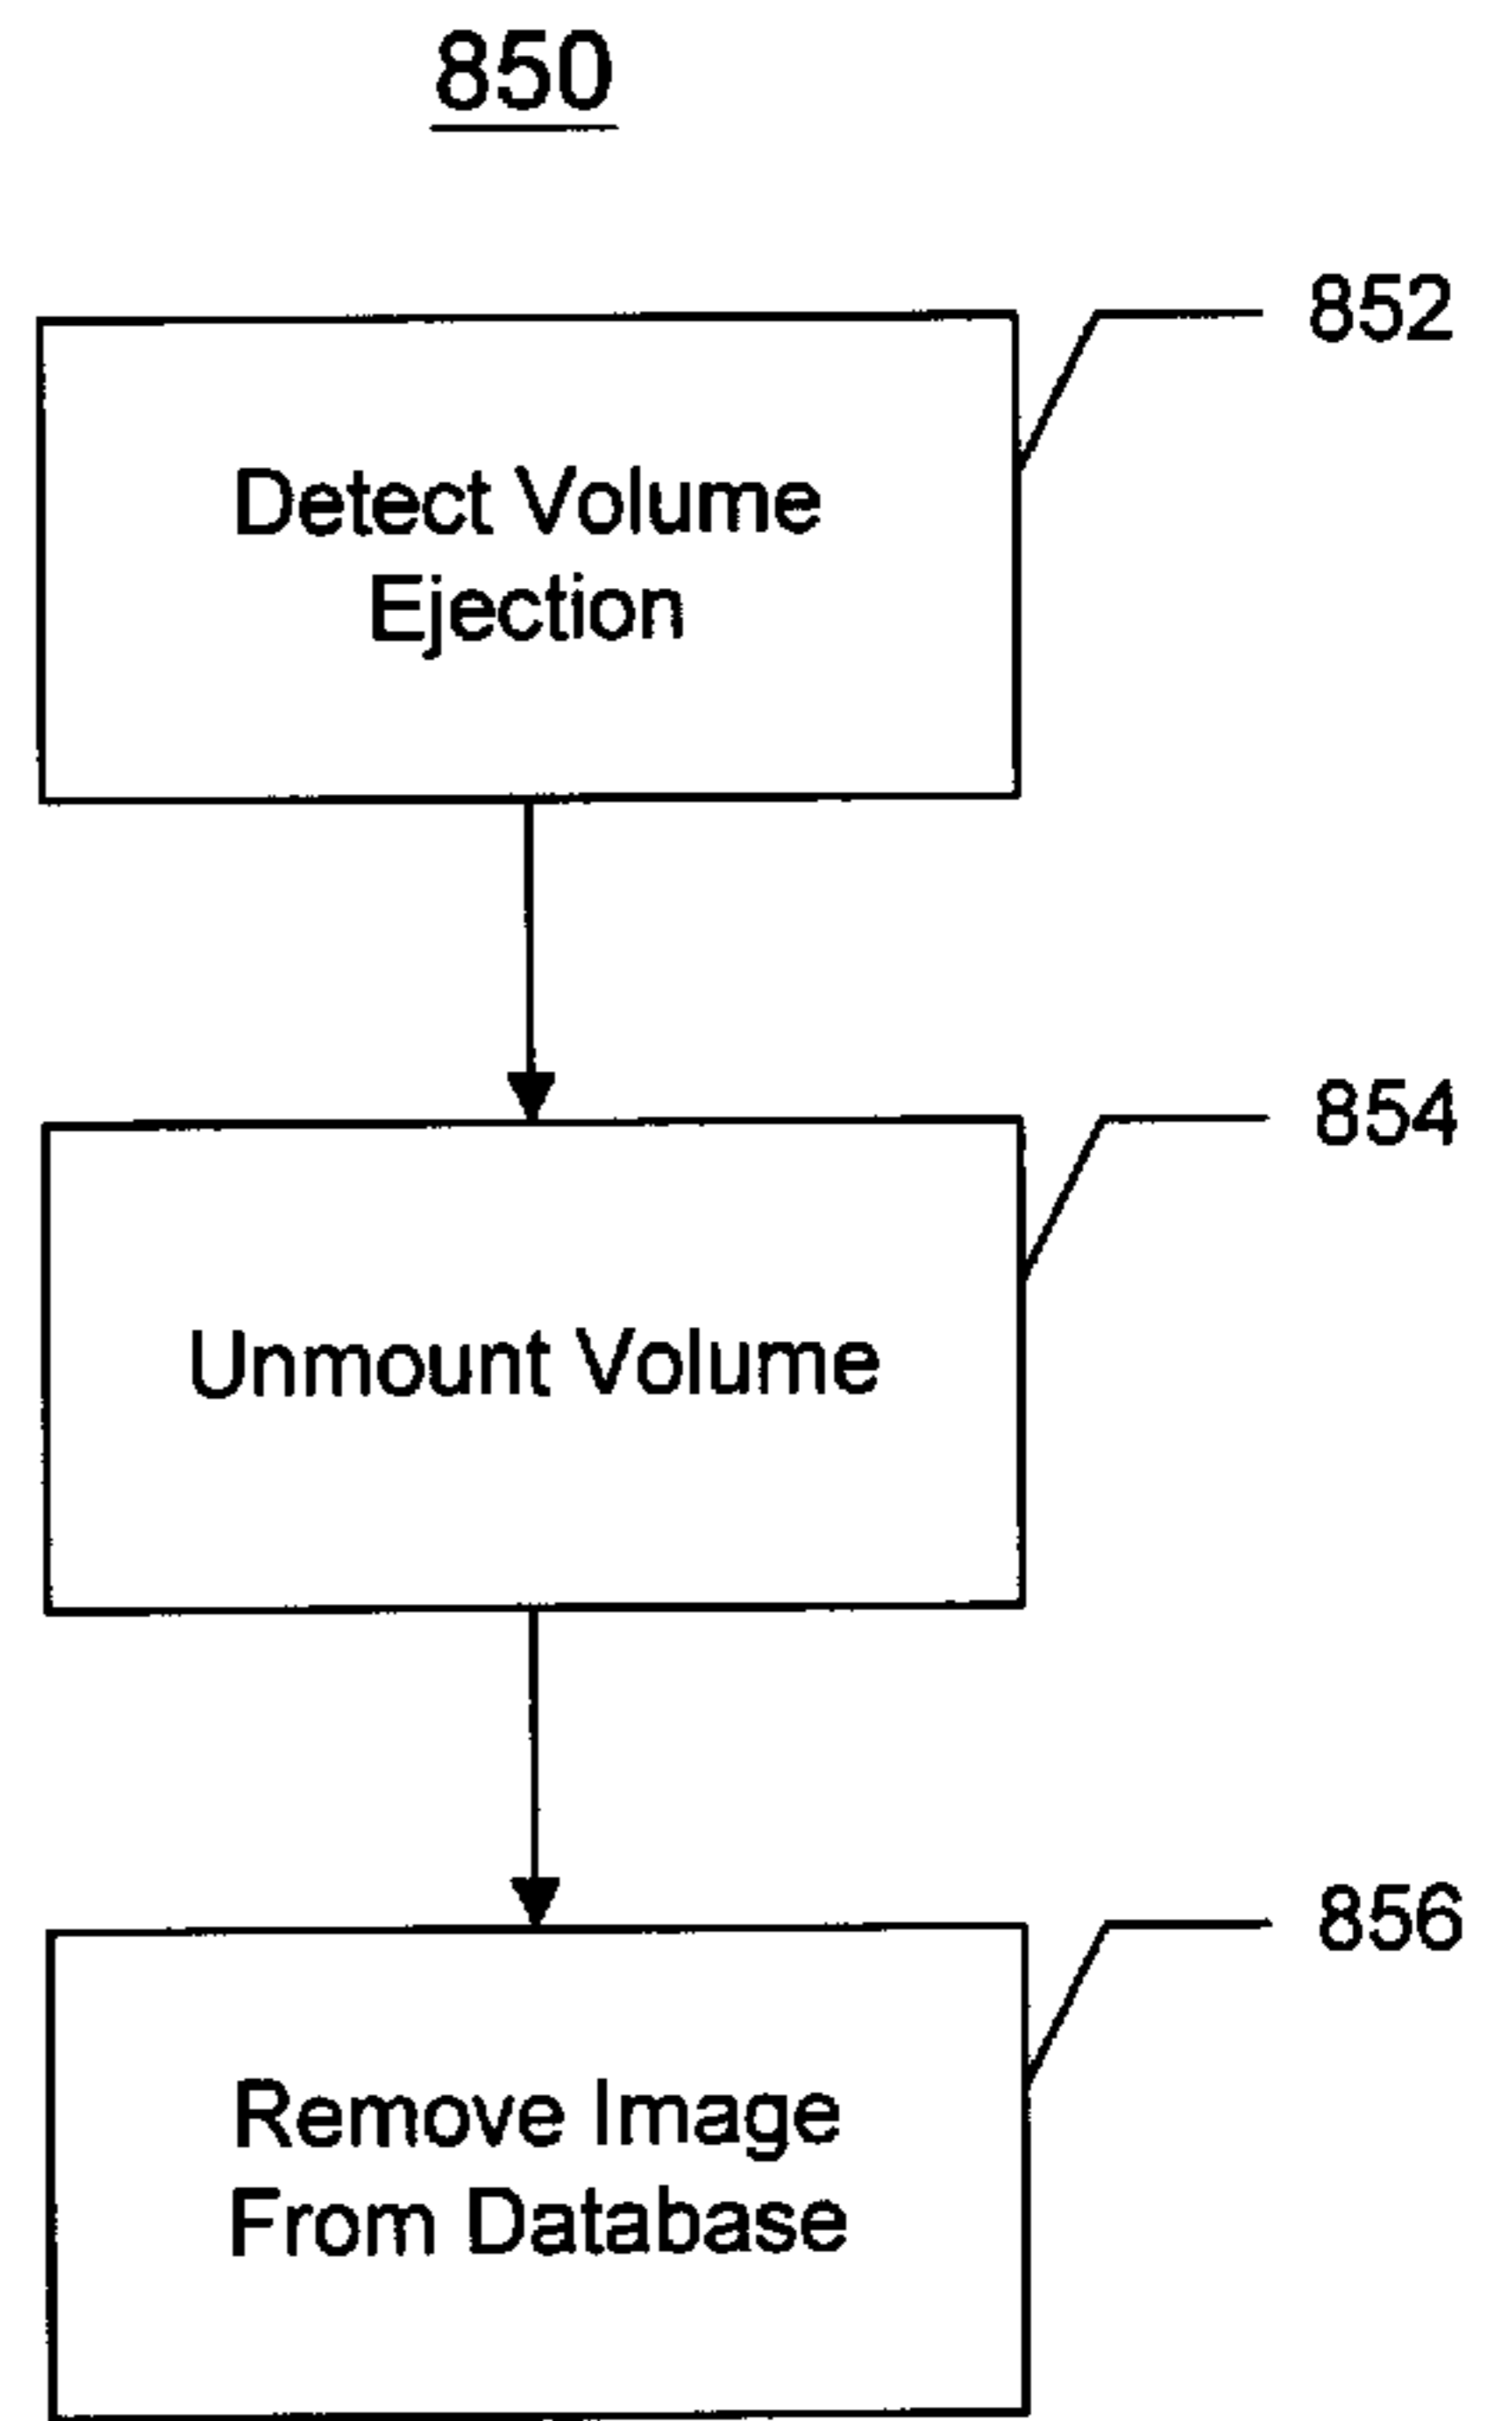 850
852
Detect Volume
Ejection
854
Unmount Volume
856
Remove Image
From Database